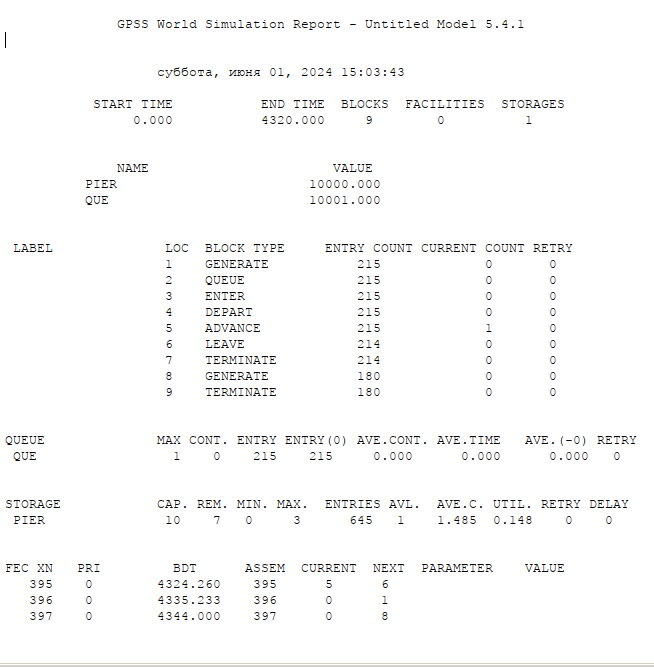 GPSS World Simulation Report - Untitled Model 5.4.1
суббота, июня 01, 2024 15:03:43
START TIME END TIME BLOCKS FACILITIES STORAGES
0.000 4320.000 9 0 1
NAME VALUE
PIER 10000.000
QUE 10001.000
LABEL LOC BLOCK TYPE ENTRY COUNT CURRENT COUNT RETRY
1 GENERATE 215 0 0
2 QUEUE 215 0 0
3 ENTER 215 0 0
4 DEPART 215 0 0
5 ADVANCE 215 1 0
6 LEAVE 214 0 0
7 TERMINATE 214 0 0
8 GENERATE 180 0 0
9 TERMINATE 180 0 0
QUEUE MAX CONT. ENTRY ENTRY(0) AVE.CONT. AVE.TIME AVE.(-0) RETRY
QUE 1 0 215 215 0.000 0.000 0.000 0
STORAGE CAP. REM. MIN. MAX. ENTRIES AVL. AVE.C. UTIL. RETRY DELAY
PIER 10 7 0 3 645 1 1.485 0.148 0 0
FEC XN PRI BDT ASSEM CURRENT NEXT PARAMETER VALUE
395 0 4324.260 395 5 6
396 0 4335.233 396 0 1
397 0 4344.000 397 0 8